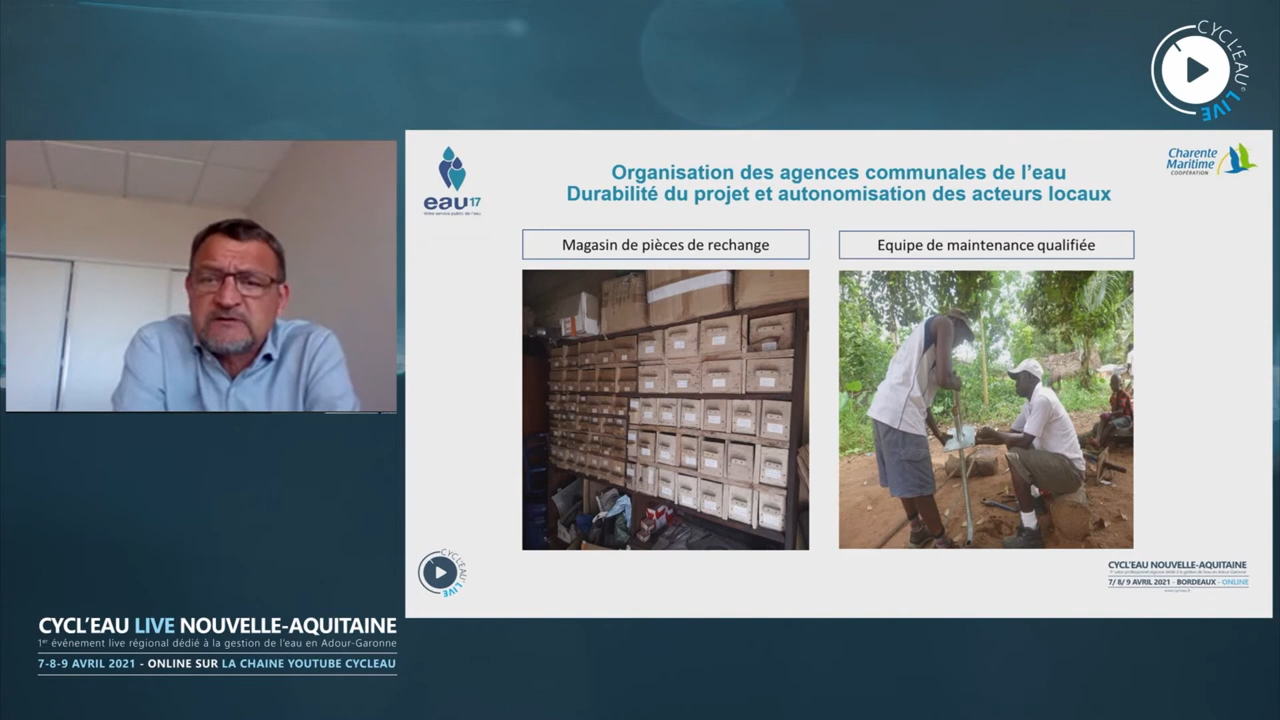 CYCL'EAU LIVE
eau17
Votre service public de l'eau
Charente
Maritime
COOPÉRATION
Organisation des agences communales de l'eau
Durabilité du projet et autonomisation des acteurs locaux
Magasin de pièces de rechange
Equipe de maintenance qualifiée
CYCL'EAU LIVE
CYCL'EAU NOUVELLE-AQUITAINE
7/ 8/ 9 AVRIL 2021 - BORDEAUX - ONLINE
CYCL'EAU LIVE NOUVELLE-AQUITAINE
1er événement live régional dédié à la gestion de l'eau en Adour-Garonne
7-8-9 AVRIL 2021 - ONLINE SUR LA CHAINE YOUTUBE CYCLEAU